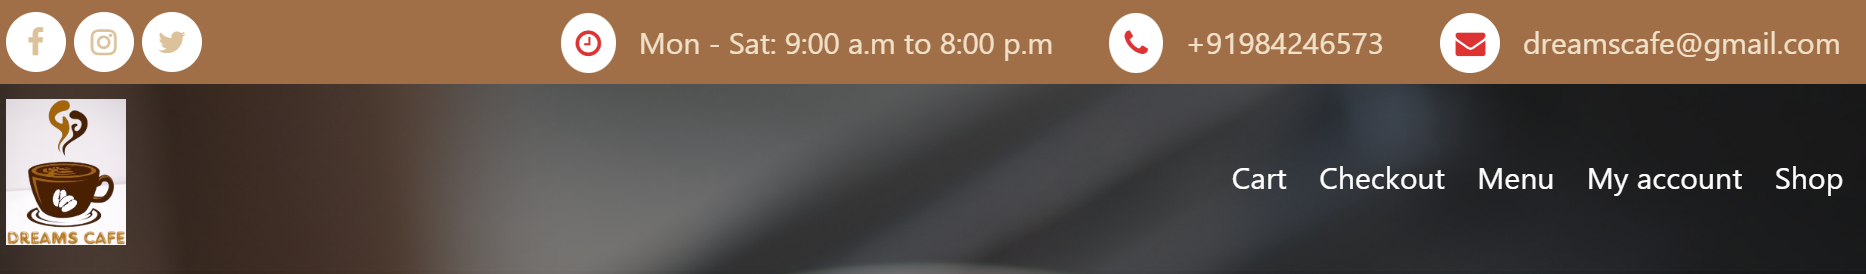 Mon - Sat: 9:00 a.m to 8:00 p.m +91984246573 dreamscafe@gmail.com
DREAMS CAFE
Cart Checkout Menu My account Shop